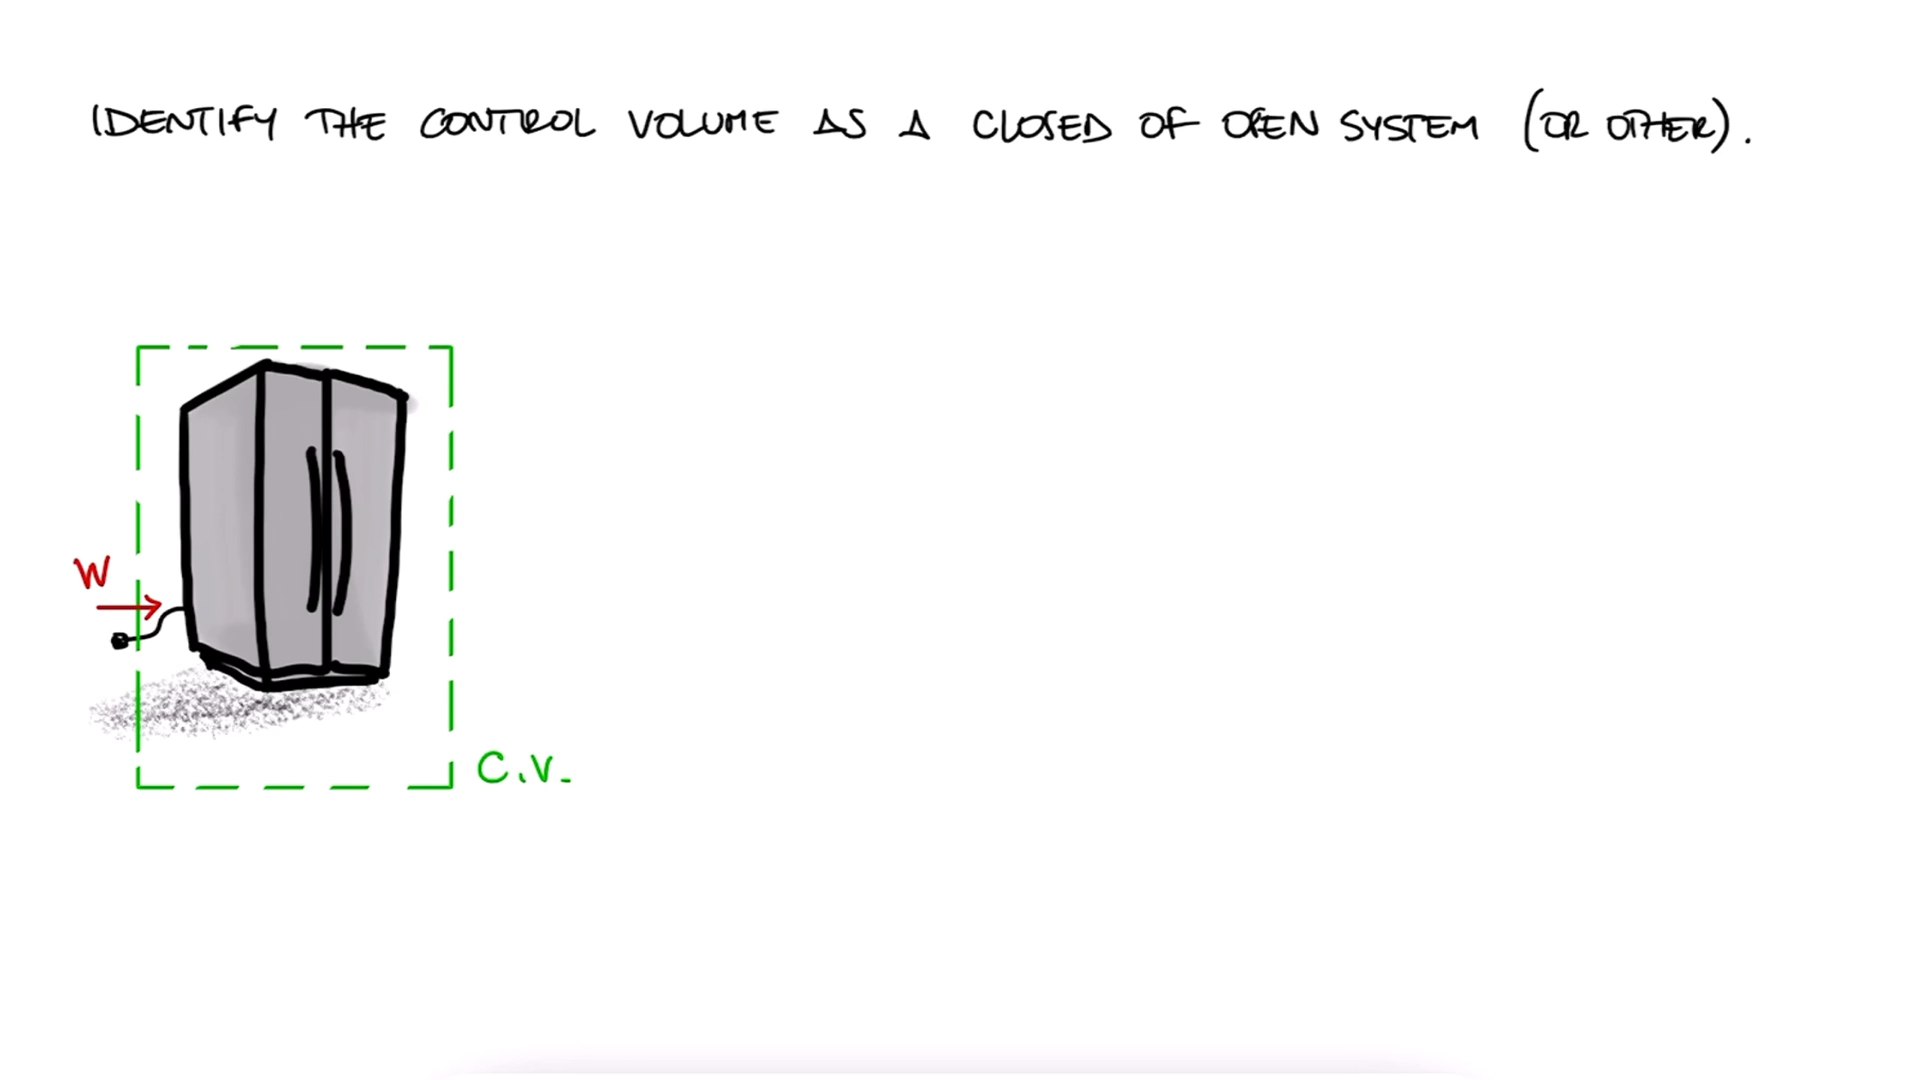 IDENTIFY THE CONTROL VOLUME AS A CLOSED OF OPEN SYSTEM (OR OTHER).
W
C.V.